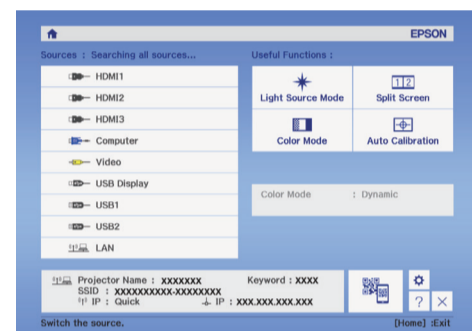 EPSON
Sources : Searching all sources...
HDMI1
HDMI2
HDMI3
Computer
Video
USB Display
USB1
USB2
LAN
Useful Functions :
Light Source Mode
1 2
Split Screen
Color Mode
Auto Calibration
Color Mode : Dynamic
Projector Name : XXXXXXX Keyword : XXXX
SSID : XXXXXXXXXX-XXXXXXXX
IP : Quick IP : XXX.XXX.XXX.XXX
?
Switch the source. [Home] :Exit